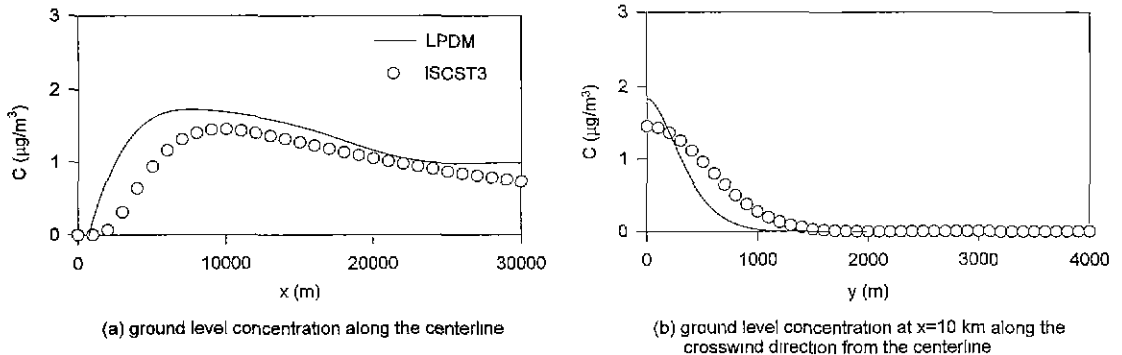 3
2
1
0
C (μg/m³)
LPDM
ISCST3
0 10000 20000 30000
x (m)
(a) ground level concentration along the centerline
3
2
1
0
C (μg/m³)
0 1000 2000 3000 4000
y (m)
(b) ground level concentration at x=10 km along the
crosswind direction from the centerline